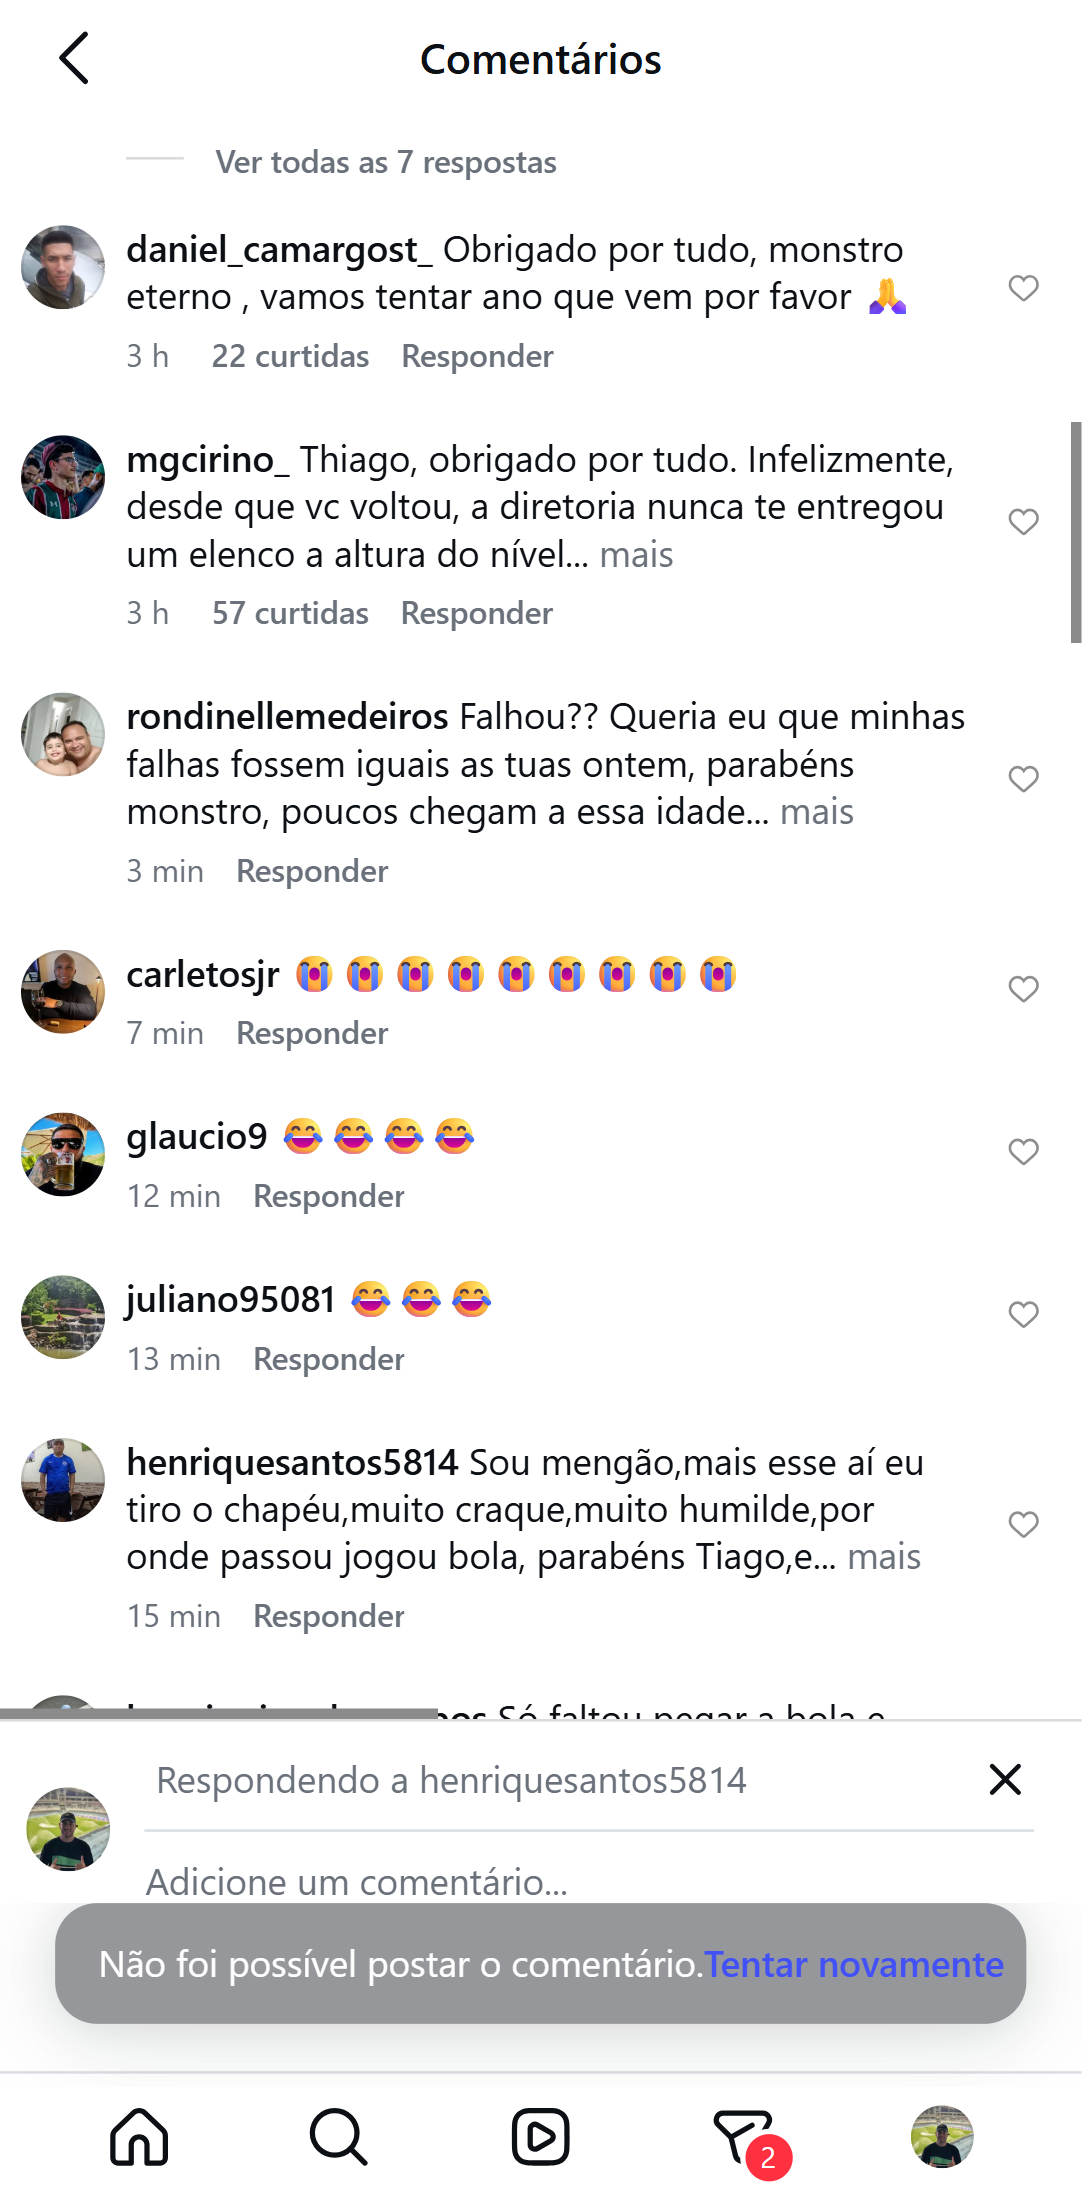 Comentários
Ver todas as 7 respostas
daniel_camargost_ Obrigado por tudo, monstro
eterno , vamos tentar ano que vem por favor 🙏
3 h 22 curtidas Responder
mgcirino_ Thiago, obrigado por tudo. Infelizmente,
desde que vc voltou, a diretoria nunca te entregou
um elenco a altura do nível... mais
3 h 57 curtidas Responder
rondinellemedeiros Falhou?? Queria eu que minhas
falhas fossem iguais as tuas ontem, parabéns
monstro, poucos chegam a essa idade... mais
3 min Responder
carletosjr 😭😭😭😭😭😭😭😭😭
7 min Responder
glaucio9 😂😂😂😂
12 min Responder
juliano95081 😂😂😂
13 min Responder
henriquesantos5814 Sou mengão,mais esse aí eu
tiro o chapéu,muito craque,muito humilde,por
onde passou jogou bola, parabéns Tiago,e... mais
15 min Responder
Só faltou pegar a bola e
Respondendo a henriquesantos5814
Adicione um comentário...
Não foi possível postar o comentário.Tentar novamente
2